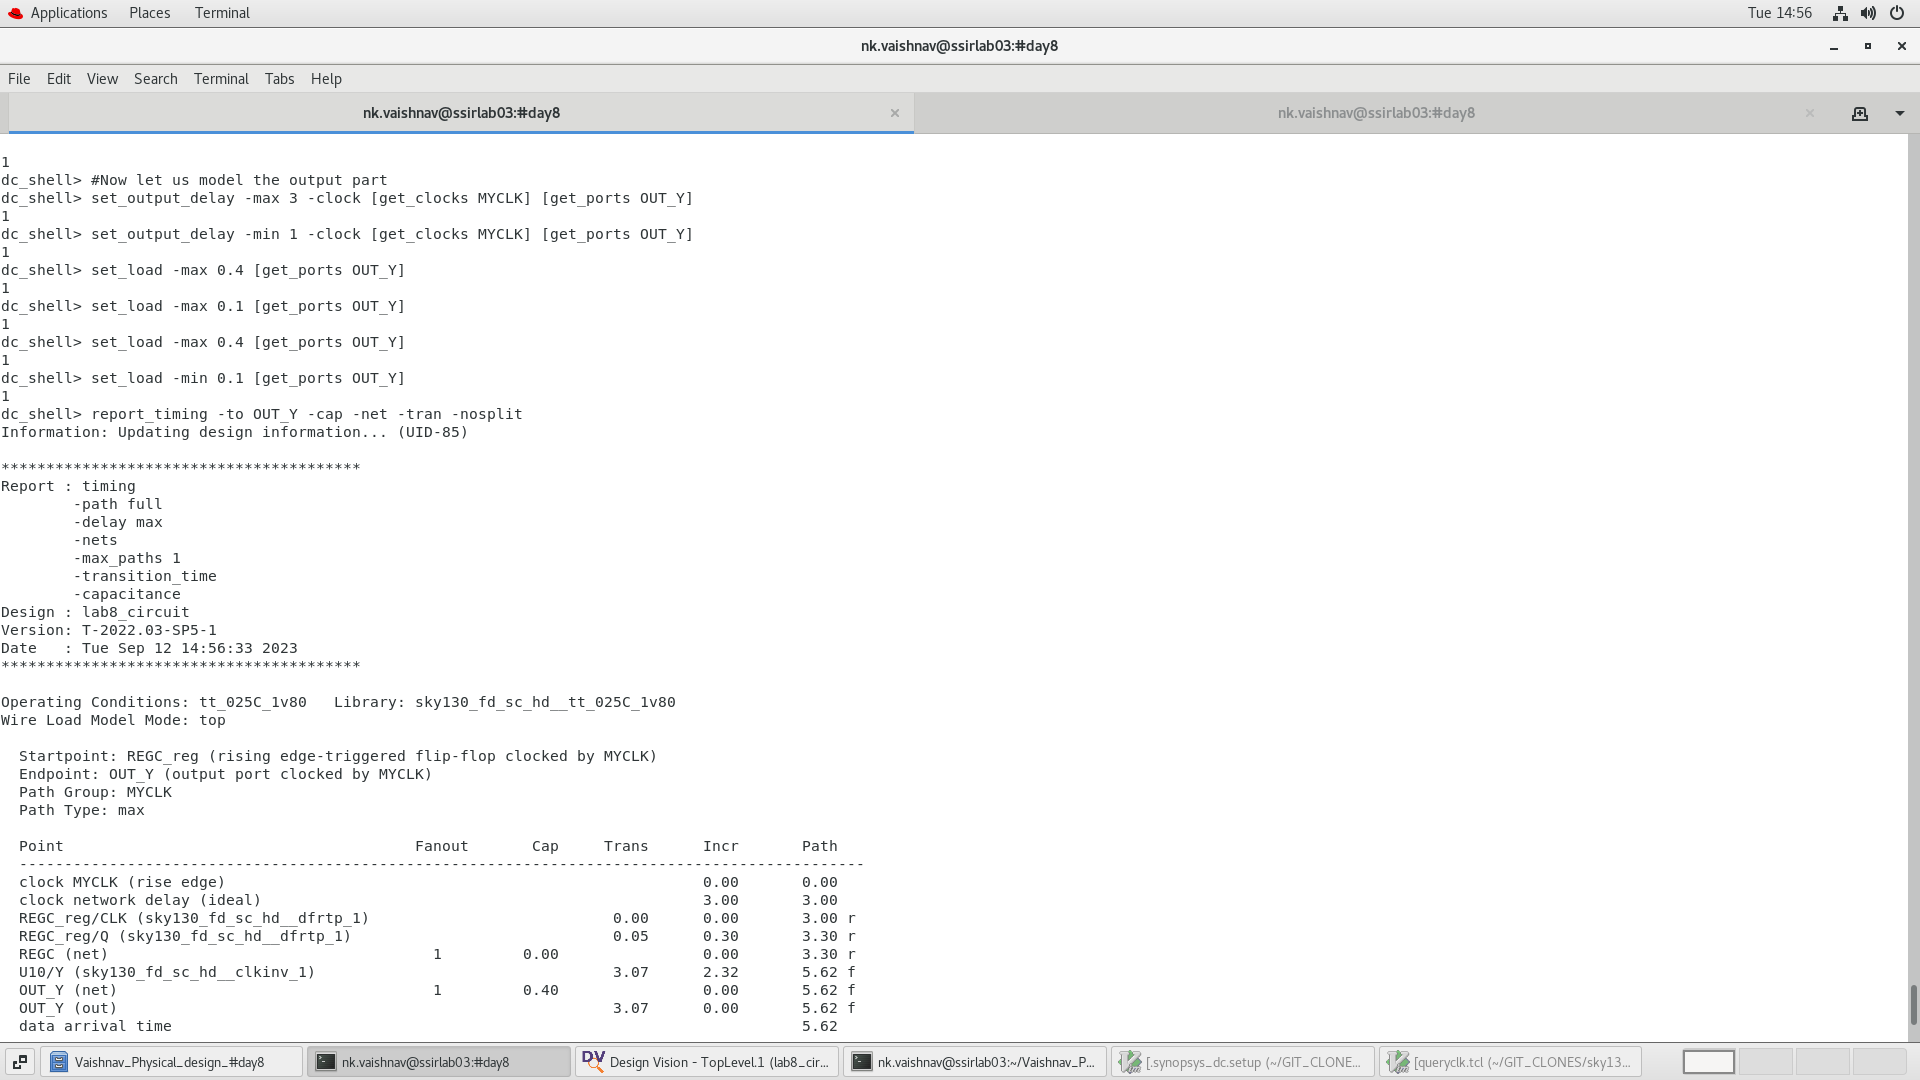 Applications Places Terminal Tue 14:56
nk.vaishnav@ssirlab03:#day8
File Edit View Search Terminal Tabs Help
nk.vaishnav@ssirlab03:#day8 × nk.vaishnav@ssirlab03:#day8 ×
1
dc_shell> #Now let us model the output part
dc_shell> set_output_delay -max 3 -clock [get_clocks MYCLK] [get_ports OUT_Y]
1
dc_shell> set_output_delay -min 1 -clock [get_clocks MYCLK] [get_ports OUT_Y]
1
dc_shell> set_load -max 0.4 [get_ports OUT_Y]
1
dc_shell> set_load -max 0.1 [get_ports OUT_Y]
1
dc_shell> set_load -max 0.4 [get_ports OUT_Y]
1
dc_shell> set_load -min 0.1 [get_ports OUT_Y]
1
dc_shell> report_timing -to OUT_Y -cap -net -tran -nosplit
Information: Updating design information... (UID-85)
****************************************
Report : timing
        -path full
        -delay max
        -nets
        -max_paths 1
        -transition_time
        -capacitance
Design : lab8_circuit
Version: T-2022.03-SP5-1
Date   : Tue Sep 12 14:56:33 2023
****************************************
Operating Conditions: tt_025C_1v80   Library: sky130_fd_sc_hd__tt_025C_1v80
Wire Load Model Mode: top
  Startpoint: REGC_reg (rising edge-triggered flip-flop clocked by MYCLK)
  Endpoint: OUT_Y (output port clocked by MYCLK)
  Path Group: MYCLK
  Path Type: max
  Point                                       Fanout       Cap     Trans      Incr       Path
  ----------------------------------------------------------------------------------------------
  clock MYCLK (rise edge)                                                     0.00       0.00
  clock network delay (ideal)                                                 3.00       3.00
  REGC_reg/CLK (sky130_fd_sc_hd__dfrtp_1)                           0.00      0.00       3.00 r
  REGC_reg/Q (sky130_fd_sc_hd__dfrtp_1)                             0.05      0.30       3.30 r
  REGC (net)                                    1         0.00                0.00       3.30 r
  U10/Y (sky130_fd_sc_hd__clkinv_1)                                 3.07      2.32       5.62 f
  OUT_Y (net)                                   1         0.40                0.00       5.62 f
  OUT_Y (out)                                                       3.07      0.00       5.62 f
  data arrival time                                                                      5.62
Vaishnav_Physical_design_#day8 nk.vaishnav@ssirlab03:#day8 DV Design Vision - TopLevel.1 (lab8_cir... nk.vaishnav@ssirlab03:~/Vaishnav_P... [.synopsys_dc.setup (~/GIT_CLONE... [queryclk.tcl (~/GIT_CLONES/sky13...